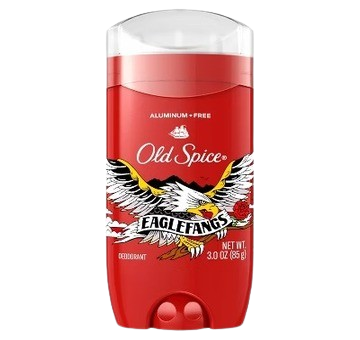 ALUMINUM • FREE
Old Spice®
EAGLEFANGS
DEODORANT
NET WT.
3.0 OZ (85 g)